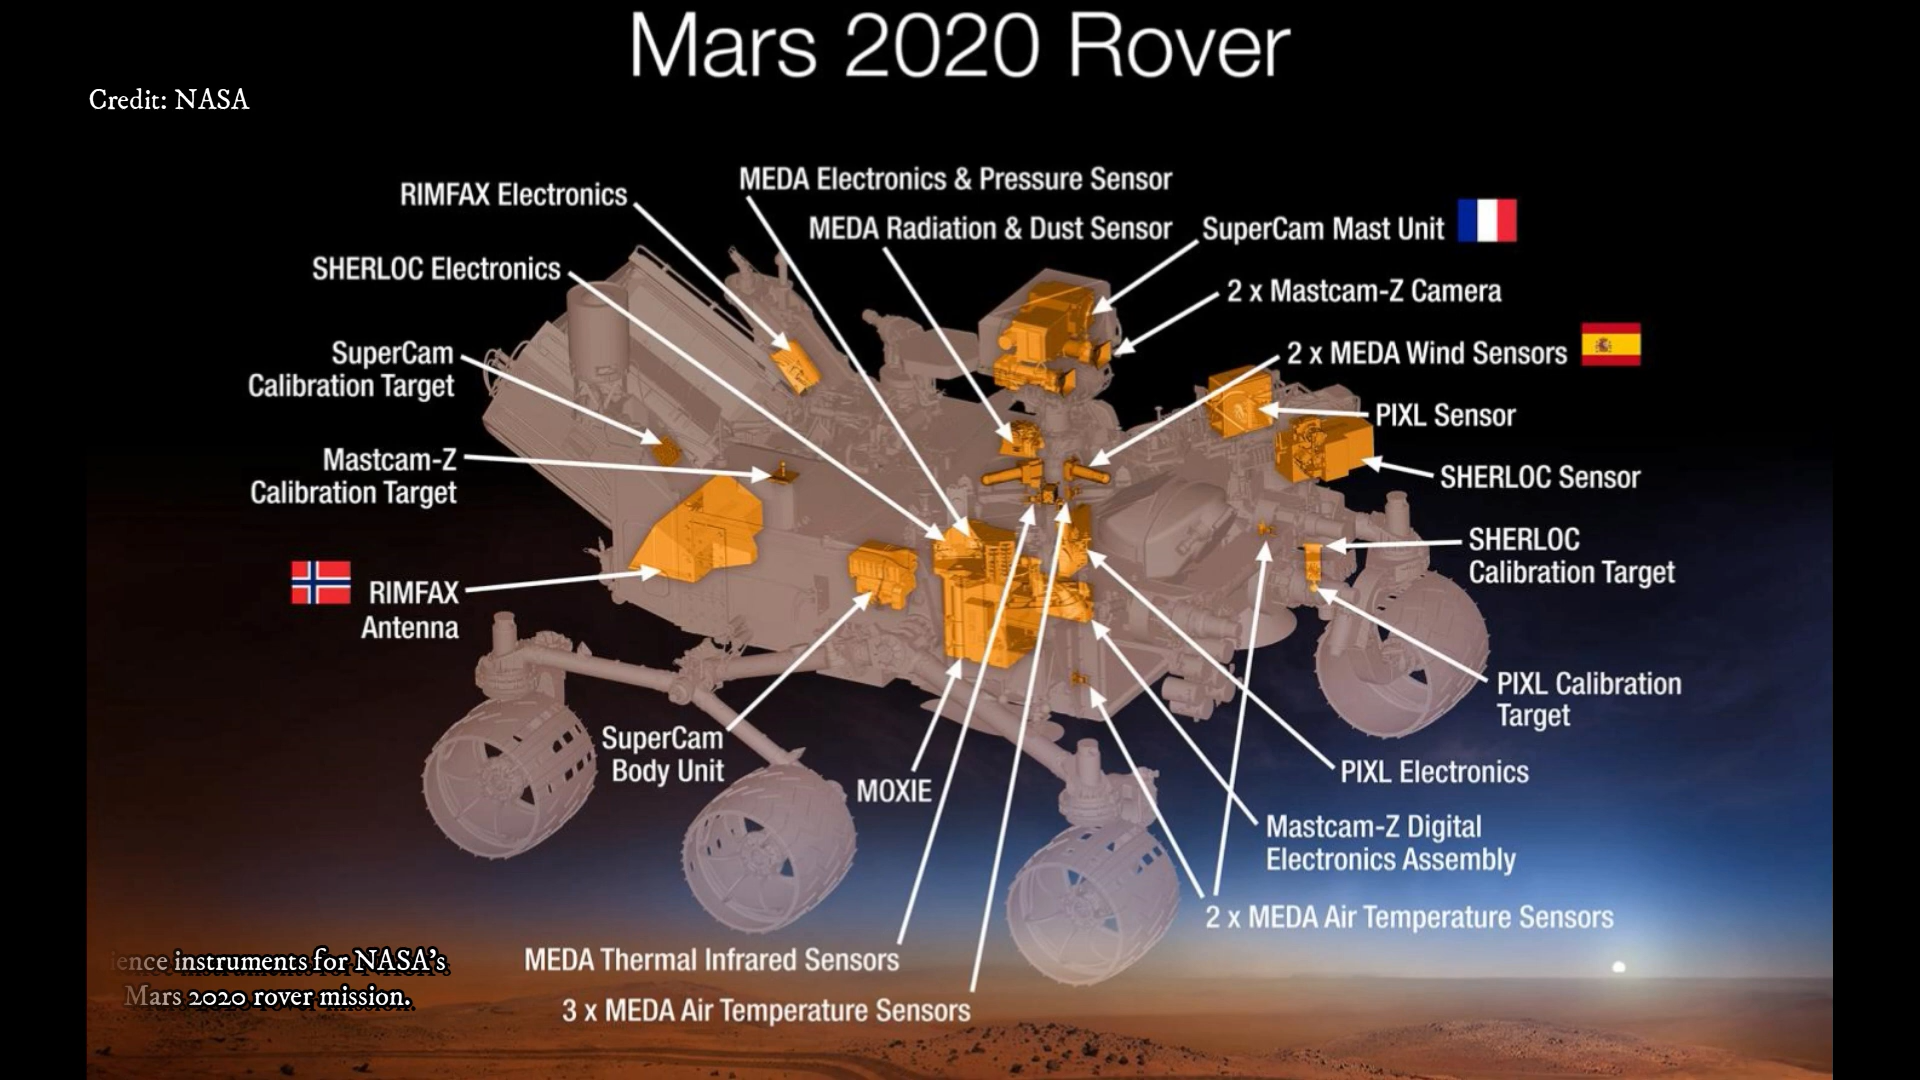 Mars 2020 Rover
Credit: NASA
RIMFAX Electronics
MEDA Electronics & Pressure Sensor
MEDA Radiation & Dust Sensor
SuperCam Mast Unit
SHERLOC Electronics
2 x Mastcam-Z Camera
SuperCam
Calibration Target
2 x MEDA Wind Sensors
PIXL Sensor
Mastcam-Z
Calibration Target
SHERLOC Sensor
SHERLOC
Calibration Target
RIMFAX
Antenna
PIXL Calibration
Target
SuperCam
Body Unit
MOXIE
PIXL Electronics
Mastcam-Z Digital
Electronics Assembly
2 x MEDA Air Temperature Sensors
MEDA Thermal Infrared Sensors
3 x MEDA Air Temperature Sensors
instruments for NASA's
Mars 2020 rover mission.